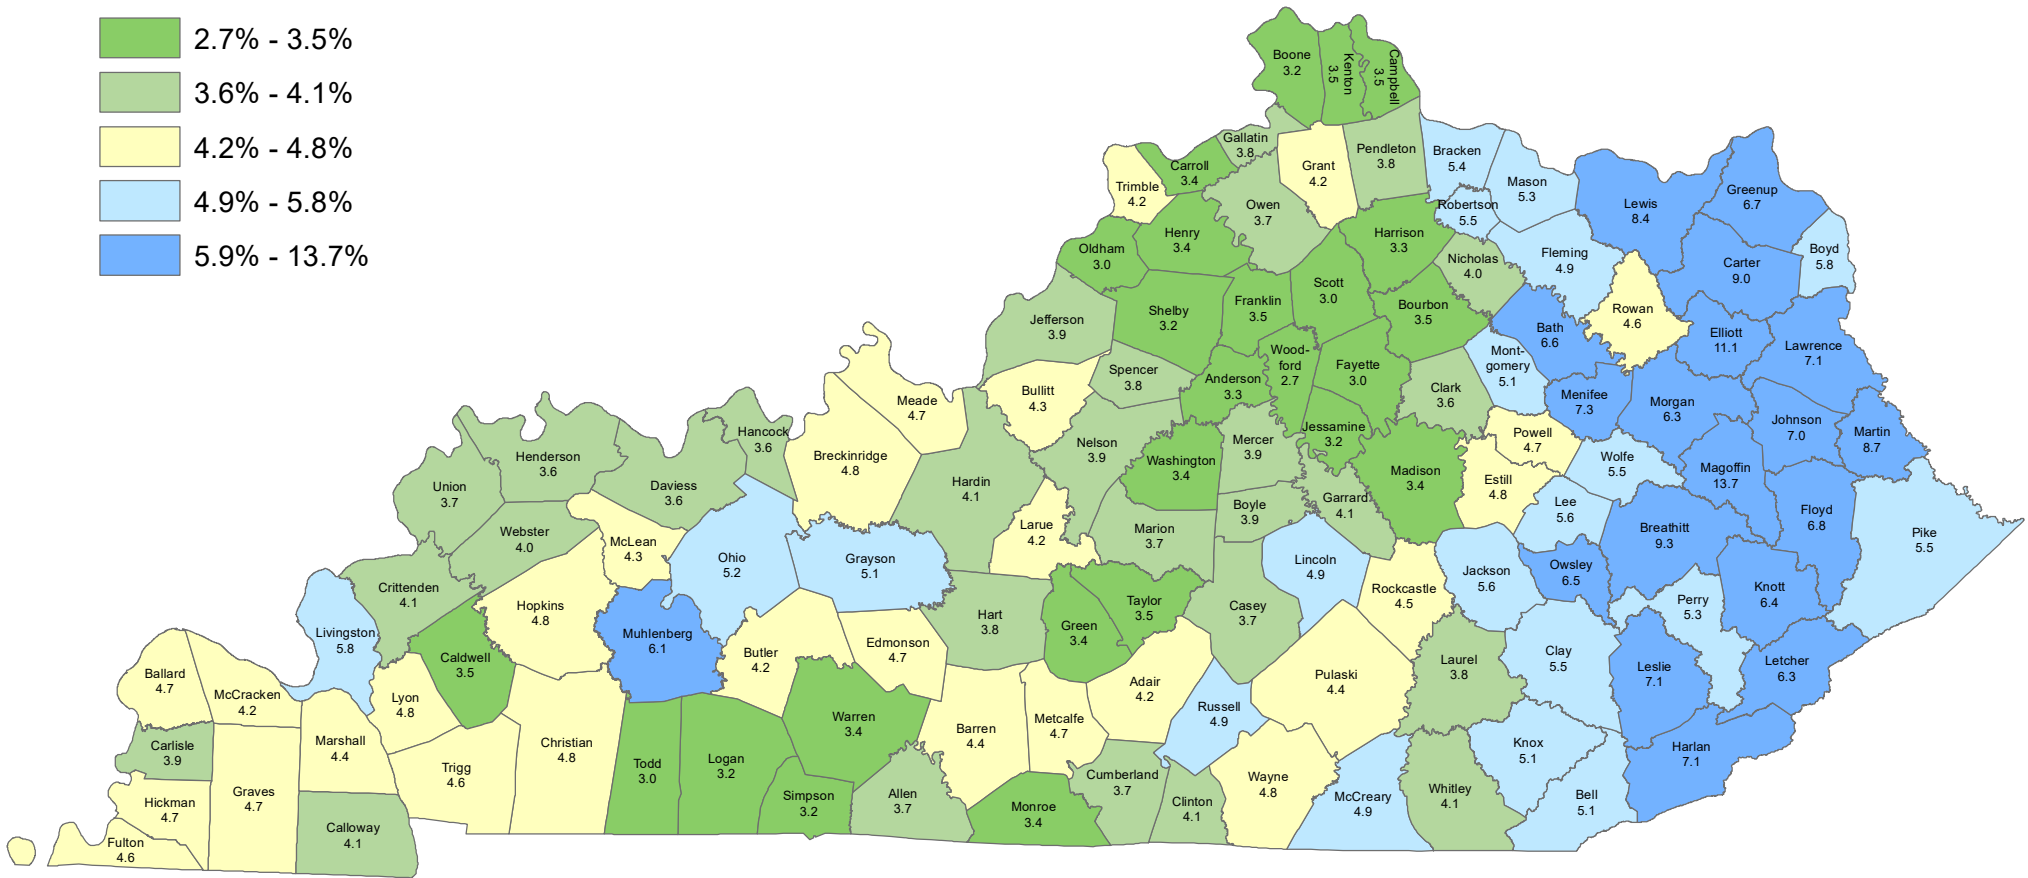 2.7% - 3.5%
3.6% - 4.1%
4.2% - 4.8%
4.9% - 5.8%
5.9% - 13.7%
Boone
3.2
Kenton
3.5
Campbell
3.5
Gallatin
3.8
Carroll
3.4
Trimble
4.2
Grant
4.2
Pendleton
3.8
Bracken
5.4
Mason
5.3
Robertson
5.5
Lewis
8.4
Greenup
6.7
Boyd
5.8
Carter
9.0
Fleming
4.9
Nicholas
4.0
Harrison
3.3
Owen
3.7
Henry
3.4
Oldham
3.0
Jefferson
3.9
Shelby
3.2
Franklin
3.5
Scott
3.0
Bourbon
3.5
Bath
6.6
Rowan
4.6
Elliott
11.1
Lawrence
7.1
Mont-
gomery
5.1
Menifee
7.3
Morgan
6.3
Johnson
7.0
Martin
8.7
Clark
3.6
Fayette
3.0
Wood-
ford
2.7
Anderson
3.3
Spencer
3.8
Bullitt
4.3
Meade
4.7
Hancock
3.6
Breckinridge
4.8
Hardin
4.1
Nelson
3.9
Washington
3.4
Mercer
3.9
Jessamine
3.2
Madison
3.4
Powell
4.7
Estill
4.8
Wolfe
5.5
Magoffin
13.7
Floyd
6.8
Pike
5.5
Lee
5.6
Breathitt
9.3
Knott
6.4
Owsley
6.5
Perry
5.3
Jackson
5.6
Rockcastle
4.5
Garrard
4.1
Boyle
3.9
Lincoln
4.9
Marion
3.7
Larue
4.2
Henderson
3.6
Union
3.7
Daviess
3.6
Webster
4.0
McLean
4.3
Ohio
5.2
Grayson
5.1
Crittenden
4.1
Livingston
5.8
Hopkins
4.8
Muhlenberg
6.1
Butler
4.2
Edmonson
4.7
Hart
3.8
Green
3.4
Taylor
3.5
Casey
3.7
Adair
4.2
Russell
4.9
Pulaski
4.4
Laurel
3.8
Clay
5.5
Leslie
7.1
Letcher
6.3
Harlan
7.1
Knox
5.1
Bell
5.1
Whitley
4.1
McCreary
4.9
Wayne
4.8
Clinton
4.1
Cumberland
3.7
Metcalfe
4.7
Monroe
3.4
Barren
4.4
Allen
3.7
Warren
3.4
Simpson
3.2
Logan
3.2
Todd
3.0
Christian
4.8
Trigg
4.6
Caldwell
3.5
Lyon
4.8
Marshall
4.4
Calloway
4.1
McCracken
4.2
Ballard
4.7
Carlisle
3.9
Graves
4.7
Hickman
4.7
Fulton
4.6